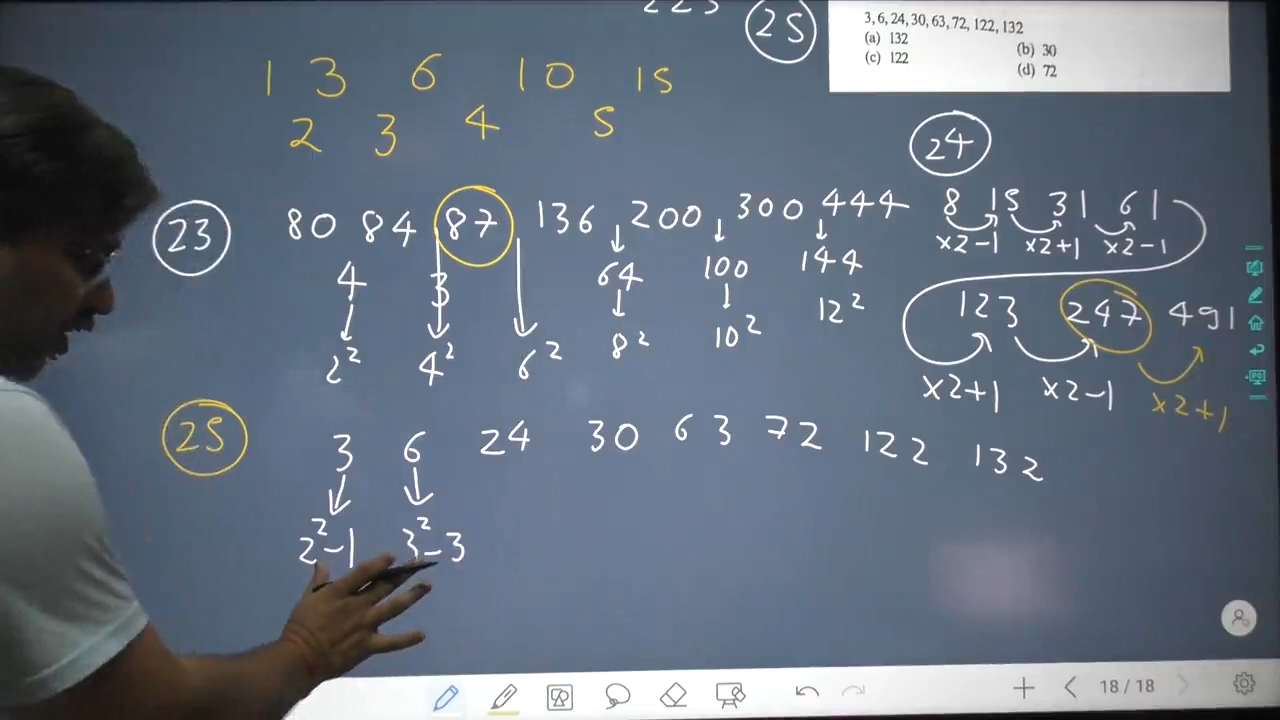 225
25
3, 6, 24, 30, 63, 72, 122, 132
(a) 132
(b) 30
(c) 122
(d) 72
1 3 6 10 15
2 3 4 5
24
8 15 31 61
×2-1 ×2+1 ×2-1
123 247 491
×2+1 ×2-1 ×2+1
23
80 84 87 136 200 300 444
4 3 64 100 144
2² 4² 6² 8² 10² 12²
25
3 6 24 30 63 72 122 132
2²-1 3²-3
18 / 18